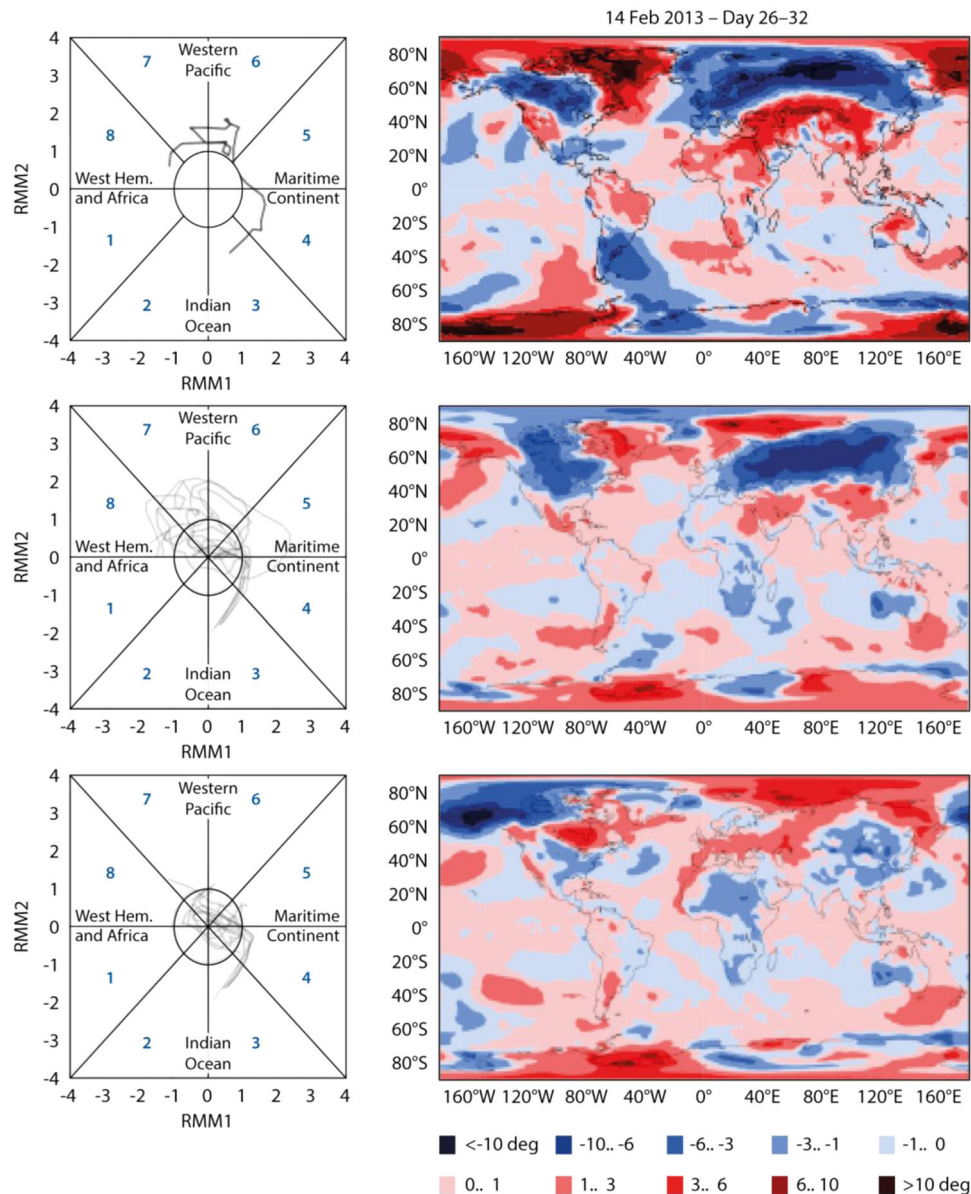 14 Feb 2013 – Day 26–32
4
3
2
1
0
-1
-2
-3
-4
RMM2
7
Western
Pacific
6
8
5
West Hem.
and Africa
Maritime
Continent
1
4
2
Indian
Ocean
3
-4 -3 -2 -1 0 1 2 3 4
RMM1
80°N
60°N
40°N
20°N
0°
20°S
40°S
60°S
80°S
160°W 120°W 80°W 40°W 0° 40°E 80°E 120°E 160°E
4
3
2
1
0
-1
-2
-3
-4
RMM2
7
Western
Pacific
6
8
5
West Hem.
and Africa
Maritime
Continent
1
4
2
Indian
Ocean
3
-4 -3 -2 -1 0 1 2 3 4
RMM1
80°N
60°N
40°N
20°N
0°
20°S
40°S
60°S
80°S
160°W 120°W 80°W 40°W 0° 40°E 80°E 120°E 160°E
4
3
2
1
0
-1
-2
-3
-4
RMM2
7
Western
Pacific
6
8
5
West Hem.
and Africa
Maritime
Continent
1
4
2
Indian
Ocean
3
-4 -3 -2 -1 0 1 2 3 4
RMM1
80°N
60°N
40°N
20°N
0°
20°S
40°S
60°S
80°S
160°W 120°W 80°W 40°W 0° 40°E 80°E 120°E 160°E
<-10 deg -10.. -6 -6.. -3 -3.. -1 -1.. 0
0.. 1 1.. 3 3.. 6 6.. 10 >10 deg